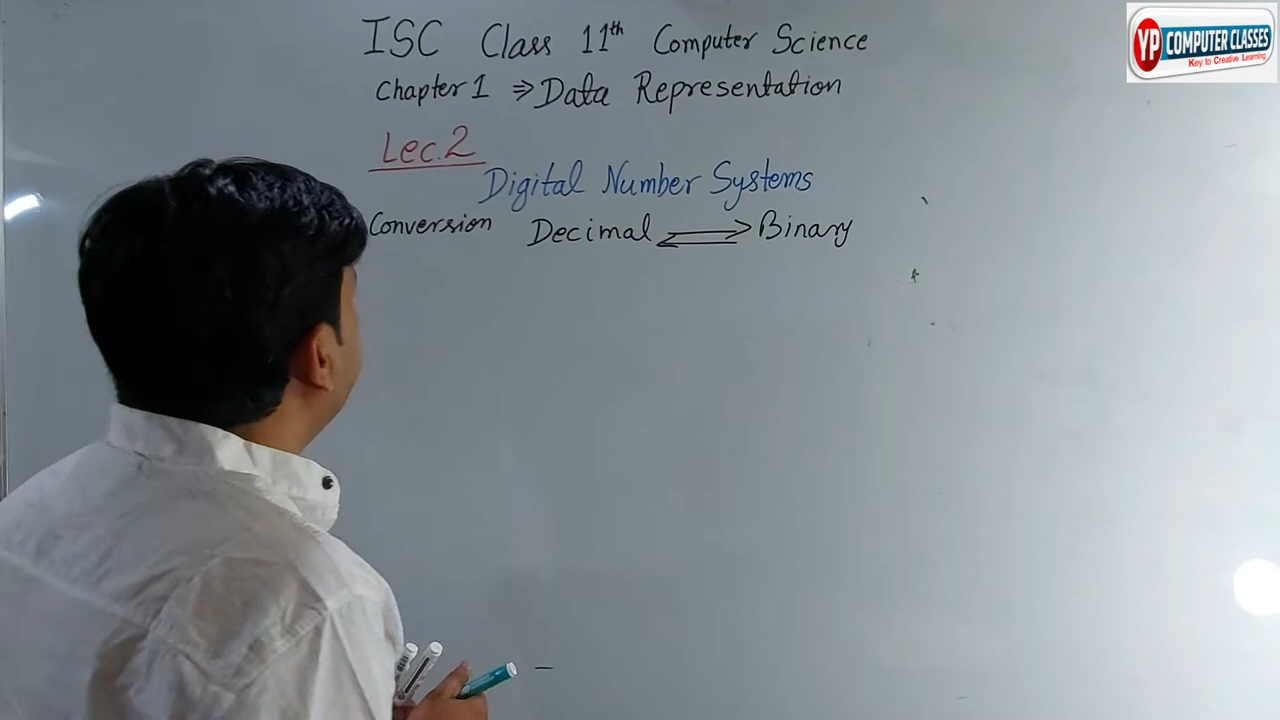 ISC Class 11th Computer Science
Chapter 1 ⇒ Data Representation
Lec. 2
Digital Number Systems
Conversion Decimal ⇌ Binary
YP COMPUTER CLASSES
Key to Creative Learning